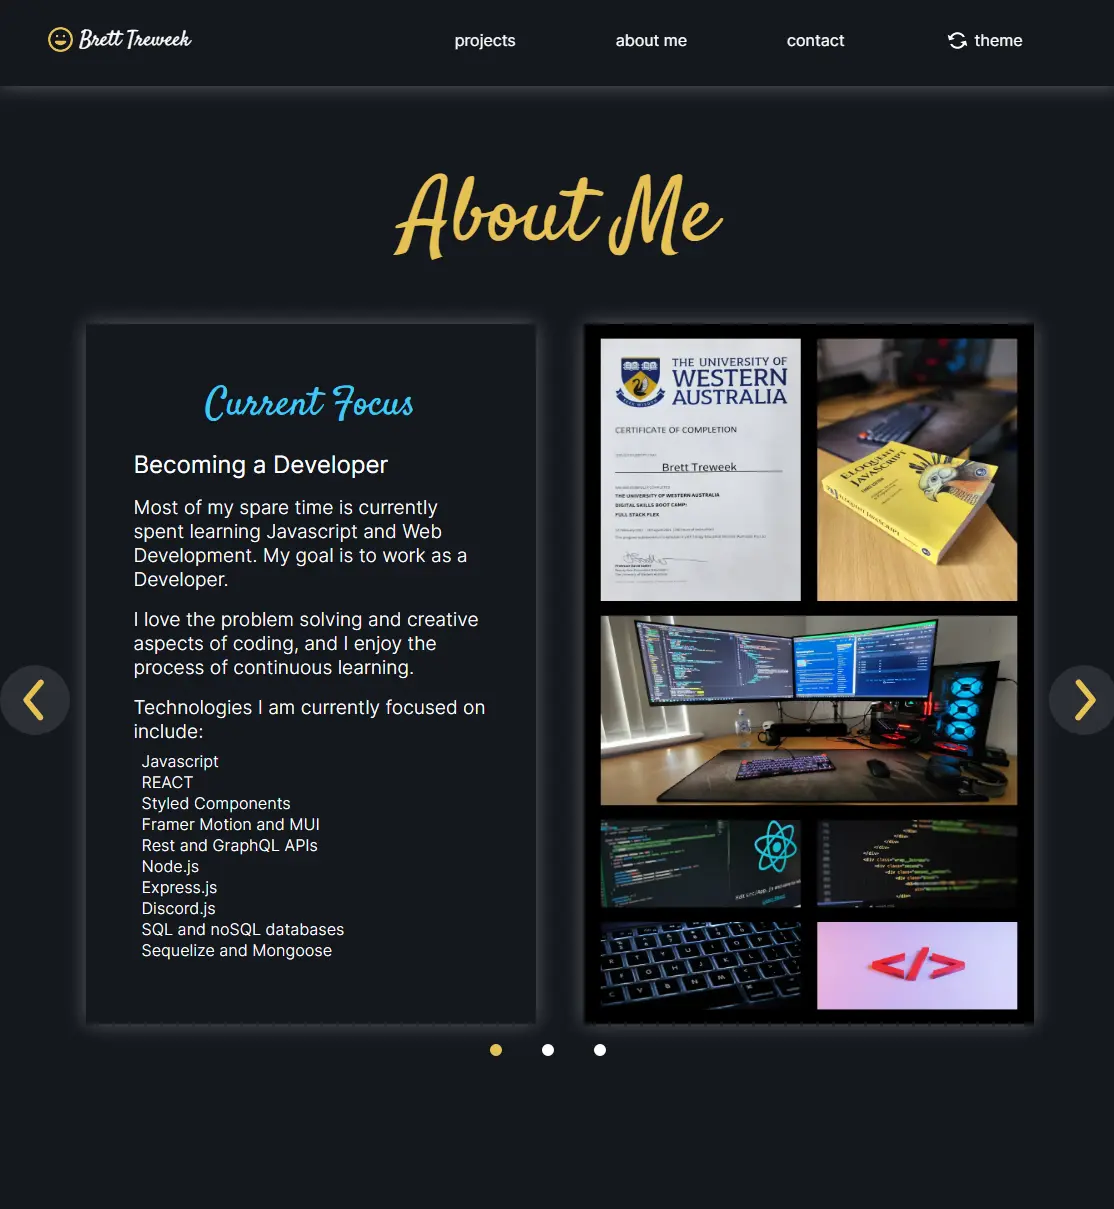 Brett Treweek
projects
about me
contact
theme
About Me
Current Focus
Becoming a Developer
Most of my spare time is currently
spent learning Javascript and Web
Development. My goal is to work as a
Developer.
I love the problem solving and creative
aspects of coding, and I enjoy the
process of continuous learning.
Technologies I am currently focused on
include:
Javascript
REACT
Styled Components
Framer Motion and MUI
Rest and GraphQL APIs
Node.js
Express.js
Discord.js
SQL and noSQL databases
Sequelize and Mongoose
THE UNIVERSITY OF
WESTERN
AUSTRALIA
CERTIFICATE OF COMPLETION
Brett Treweek
THE UNIVERSITY OF WESTERN AUSTRALIA
DIGITAL SKILLS BOOT CAMP:
FULL STACK FLEX
ELOQUENT
JAVASCRIPT
ELOQUENT JAVASCRIPT